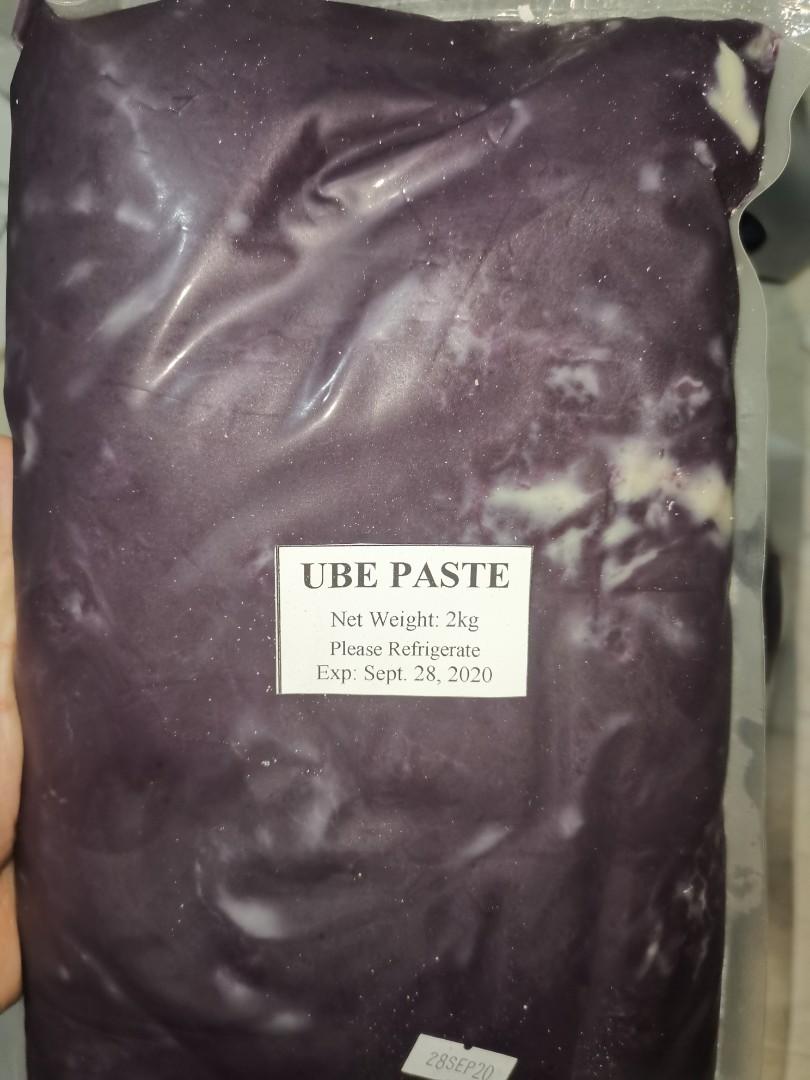 UBE PASTE
Net Weight: 2kg
Please Refrigerate
Exp: Sept. 28, 2020
28SEP20